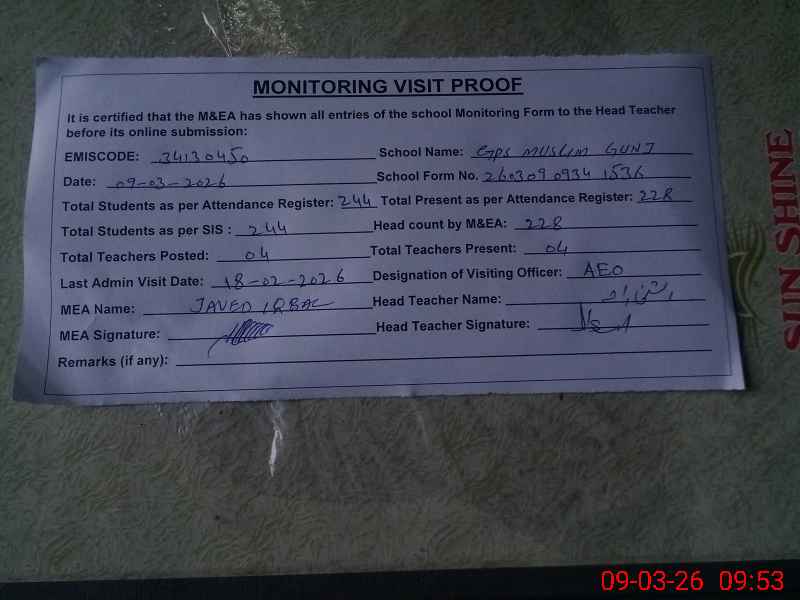 MONITORING VISIT PROOF
It is certified that the M&EA has shown all entries of the school Monitoring Form to the Head Teacher
before its online submission:
EMISCODE: 34130450 School Name: GPS MUSLIM GUNJ
Date: 09-03-2026 School Form No. 2603090934 1536
Total Students as per Attendance Register: 244 Total Present as per Attendance Register: 228
Total Students as per SIS : 244 Head count by M&EA: 228
Total Teachers Posted: 04 Total Teachers Present: 04
Last Admin Visit Date: 18-02-2026 Designation of Visiting Officer: AEO
MEA Name: JAVED IQBAL Head Teacher Name:
MEA Signature: Head Teacher Signature:
Remarks (if any):
SUN SHINE
09-03-26 09:53